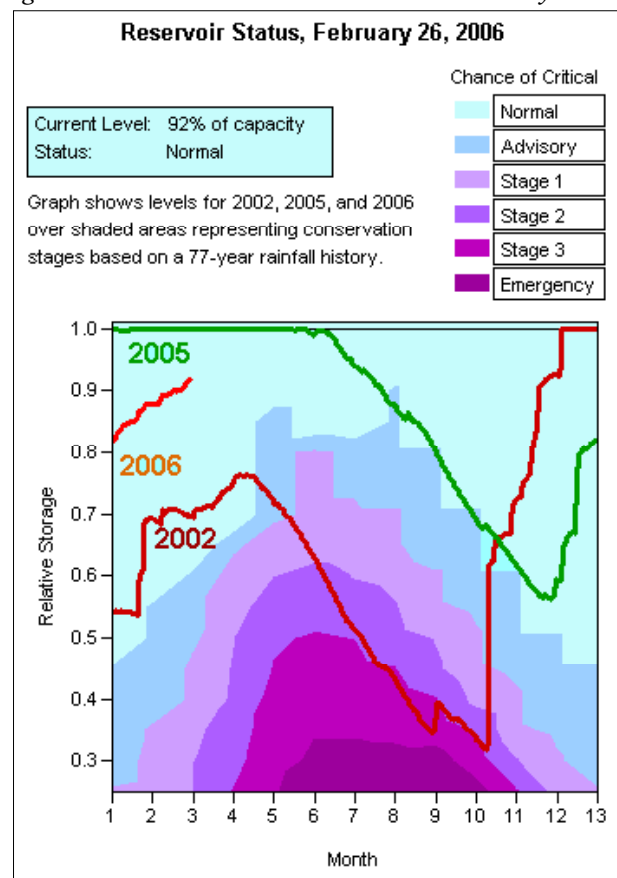 Reservoir Status, February 26, 2006
Chance of Critical
Normal
Advisory
Stage 1
Stage 2
Stage 3
Emergency
Current Level: 92% of capacity
Status: Normal
Graph shows levels for 2002, 2005, and 2006
over shaded areas representing conservation
stages based on a 77-year rainfall history.
1.0
0.9
0.8
0.7
0.6
0.5
0.4
0.3
Relative Storage
2005
2006
2002
1 2 3 4 5 6 7 8 9 10 11 12 13
Month